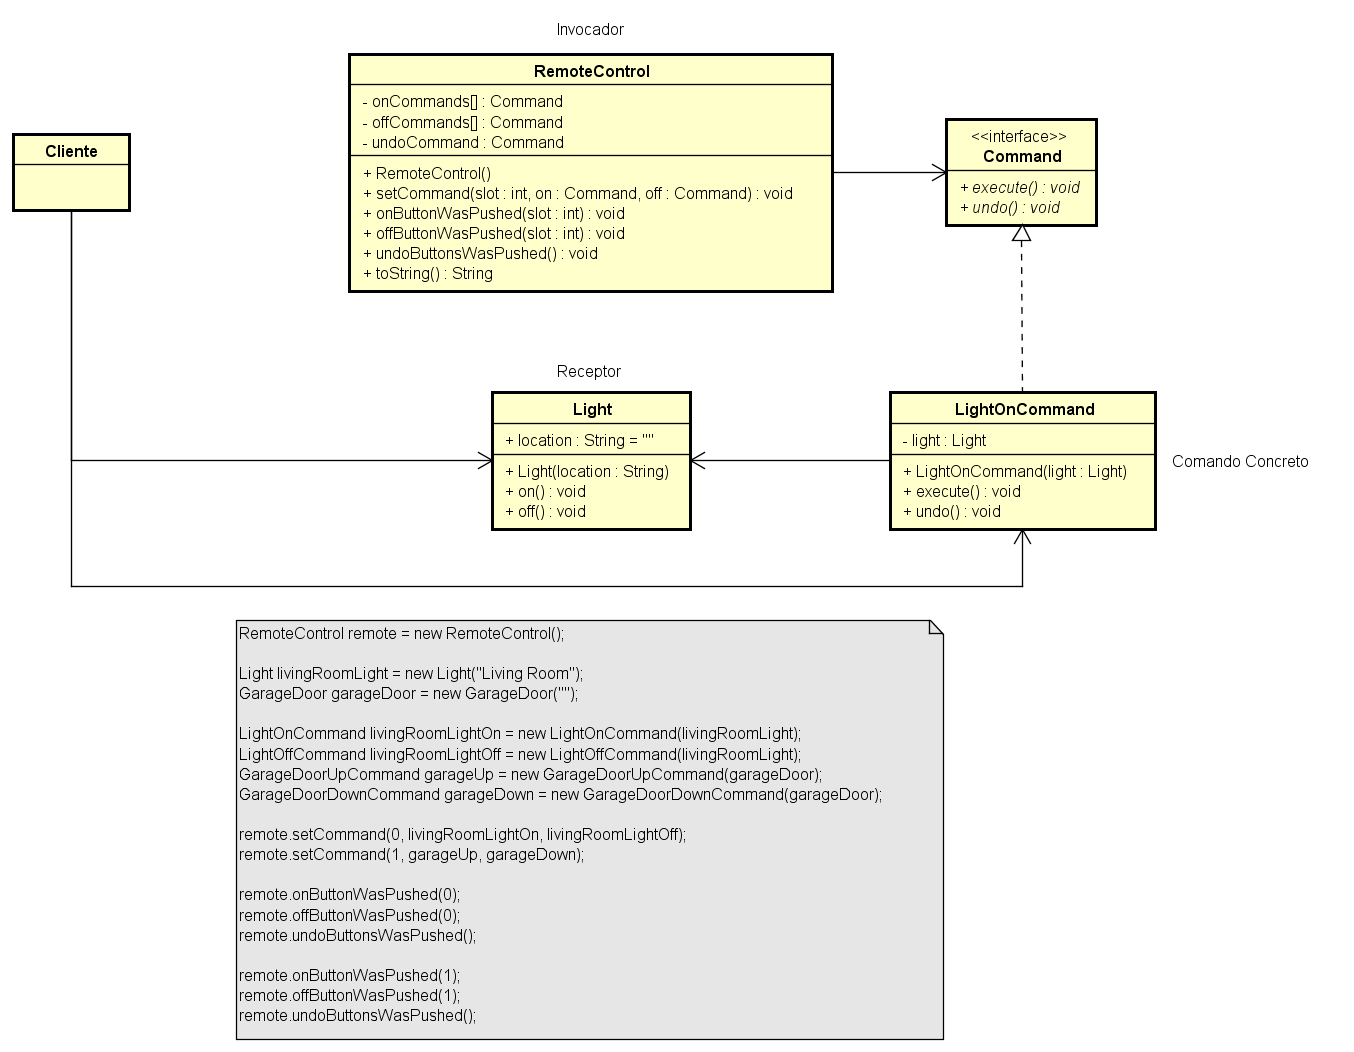 Invocador
RemoteControl
- onCommands[] : Command
- offCommands[] : Command
- undoCommand : Command
+ RemoteControl()
+ setCommand(slot : int, on : Command, off : Command) : void
+ onButtonWasPushed(slot : int) : void
+ offButtonWasPushed(slot : int) : void
+ undoButtonsWasPushed() : void
+ toString() : String
Cliente
<<interface>>
Command
+ execute() : void
+ undo() : void
Receptor
Light
+ location : String = ""
+ Light(location : String)
+ on() : void
+ off() : void
LightOnCommand
- light : Light
+ LightOnCommand(light : Light)
+ execute() : void
+ undo() : void
Comando Concreto
RemoteControl remote = new RemoteControl();
Light livingRoomLight = new Light("Living Room");
GarageDoor garageDoor = new GarageDoor("");
LightOnCommand livingRoomLightOn = new LightOnCommand(livingRoomLight);
LightOffCommand livingRoomLightOff = new LightOffCommand(livingRoomLight);
GarageDoorUpCommand garageUp = new GarageDoorUpCommand(garageDoor);
GarageDoorDownCommand garageDown = new GarageDoorDownCommand(garageDoor);
remote.setCommand(0, livingRoomLightOn, livingRoomLightOff);
remote.setCommand(1, garageUp, garageDown);
remote.onButtonWasPushed(0);
remote.offButtonWasPushed(0);
remote.undoButtonsWasPushed();
remote.onButtonWasPushed(1);
remote.offButtonWasPushed(1);
remote.undoButtonsWasPushed();